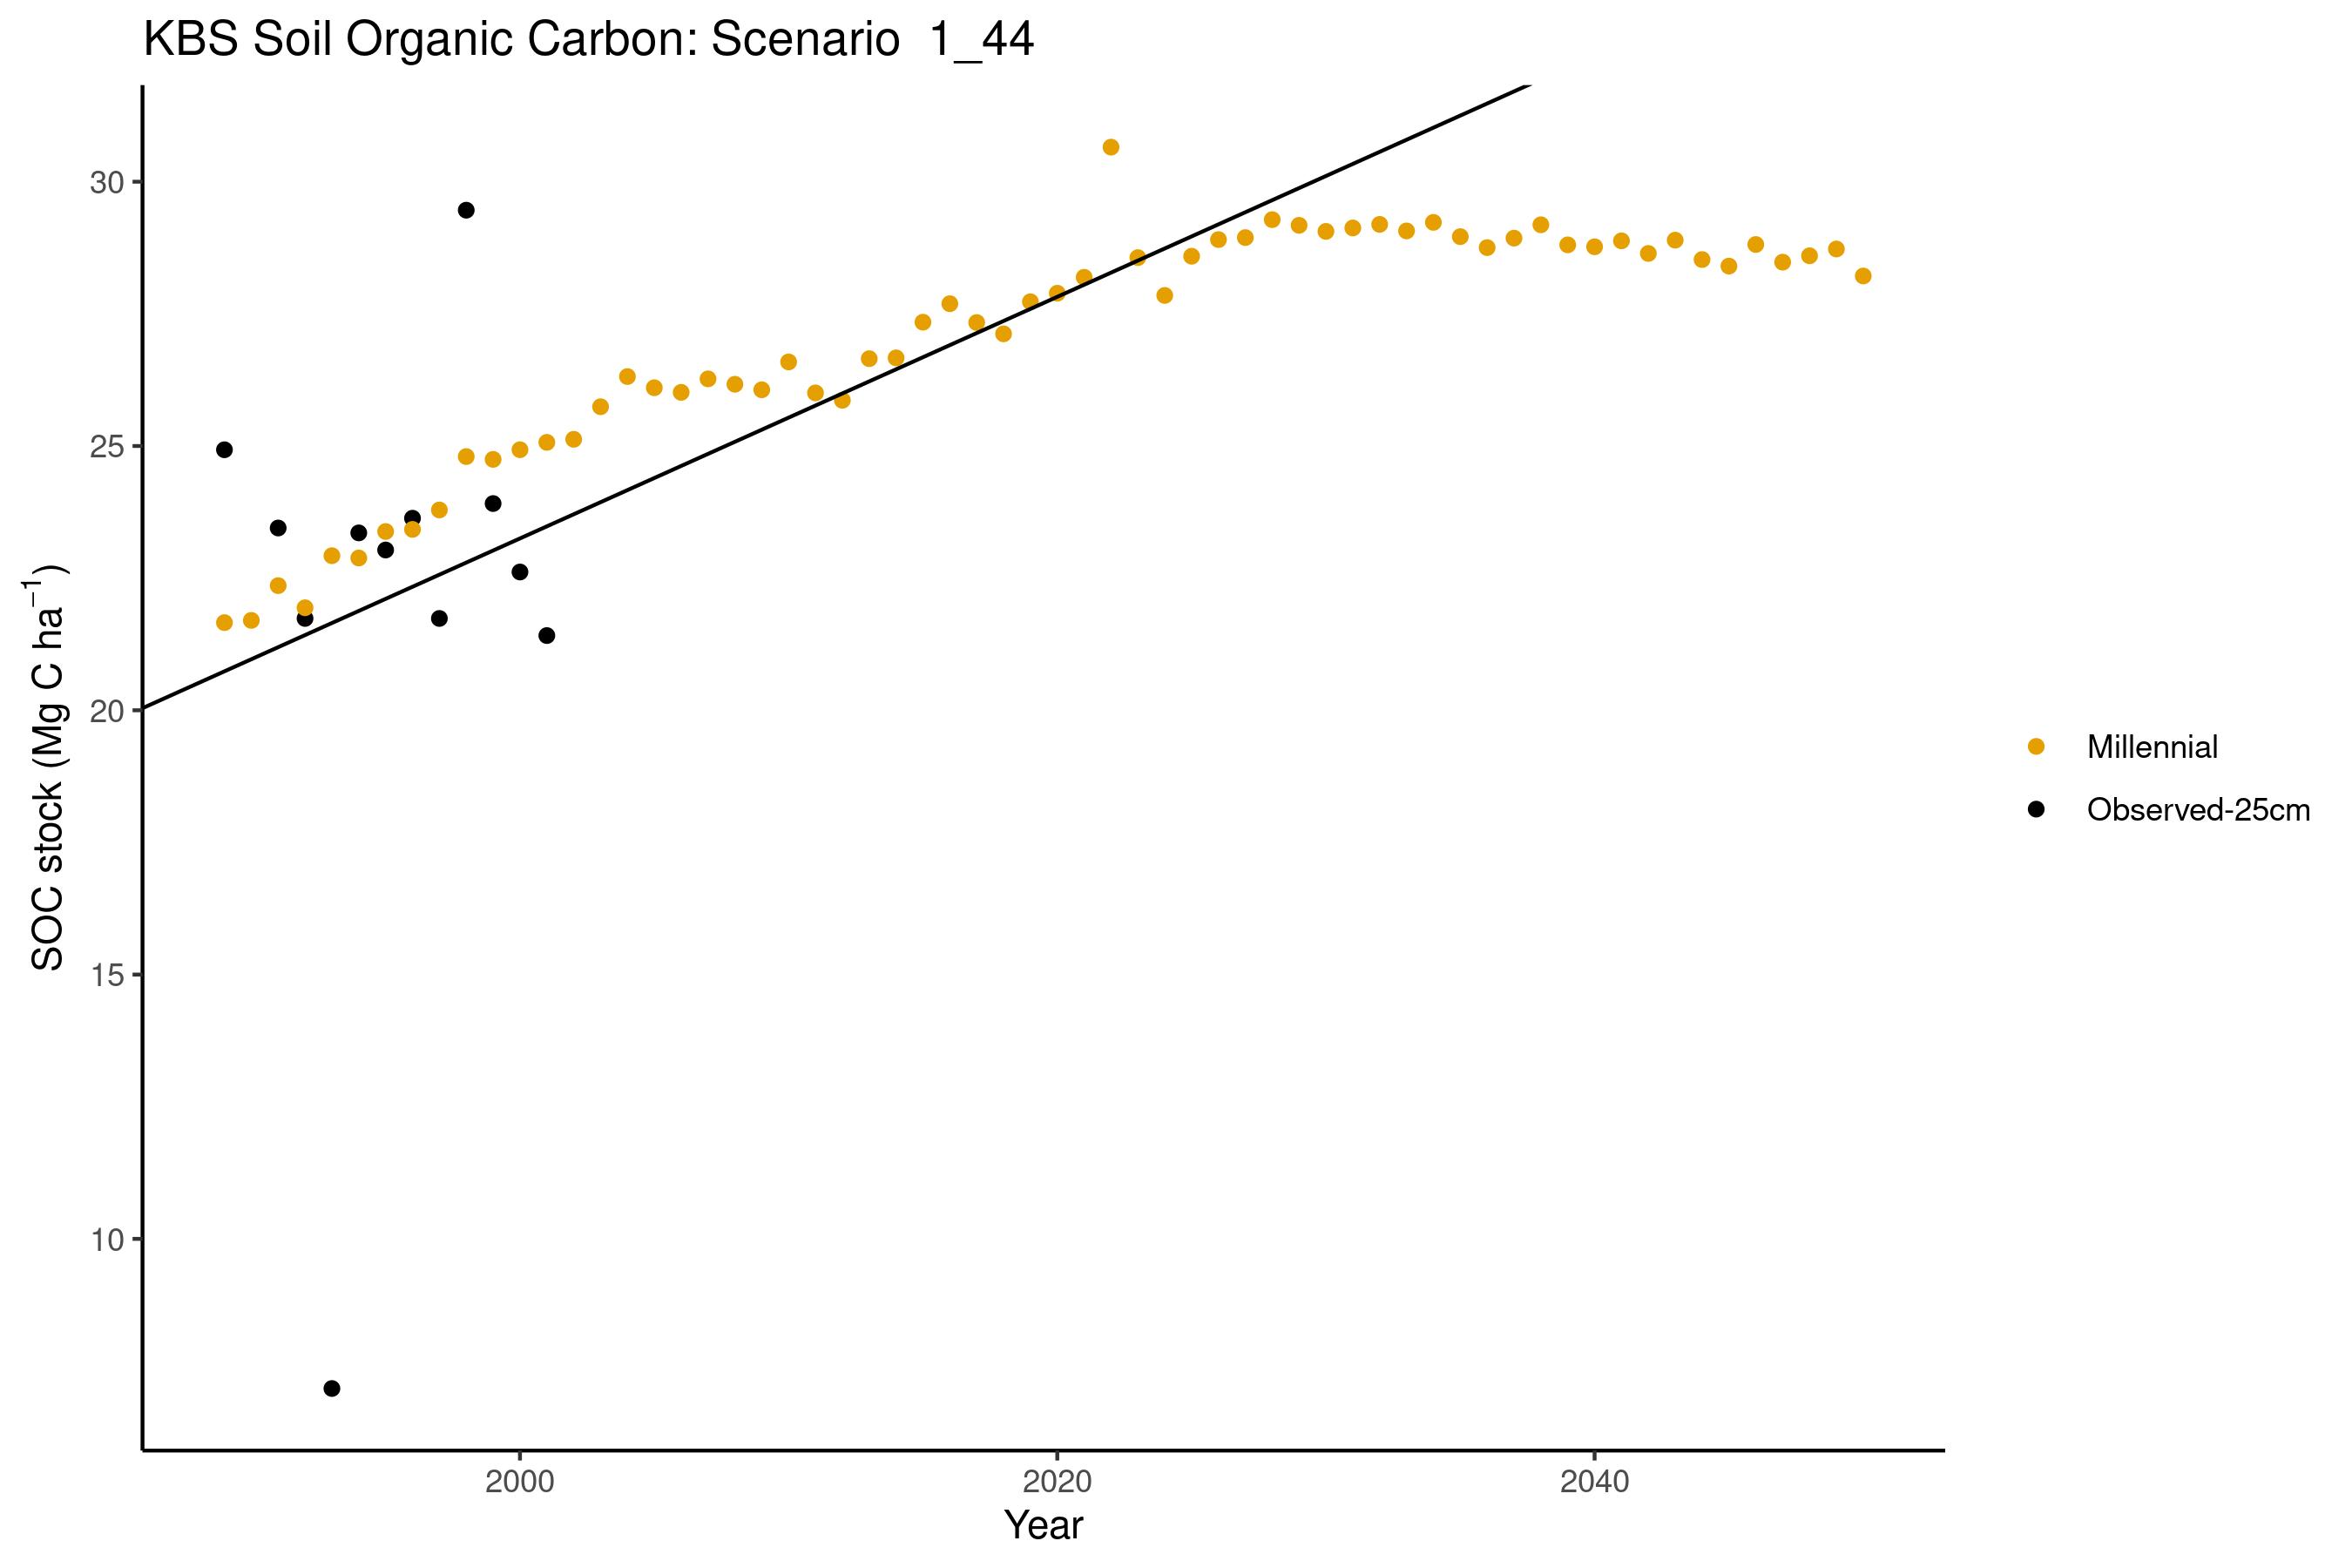 KBS Soil Organic Carbon: Scenario  1_44
SOC stock (Mg C ha⁻¹)
30
25
20
15
10
2000
2020
2040
Year
Millennial
Observed-25cm